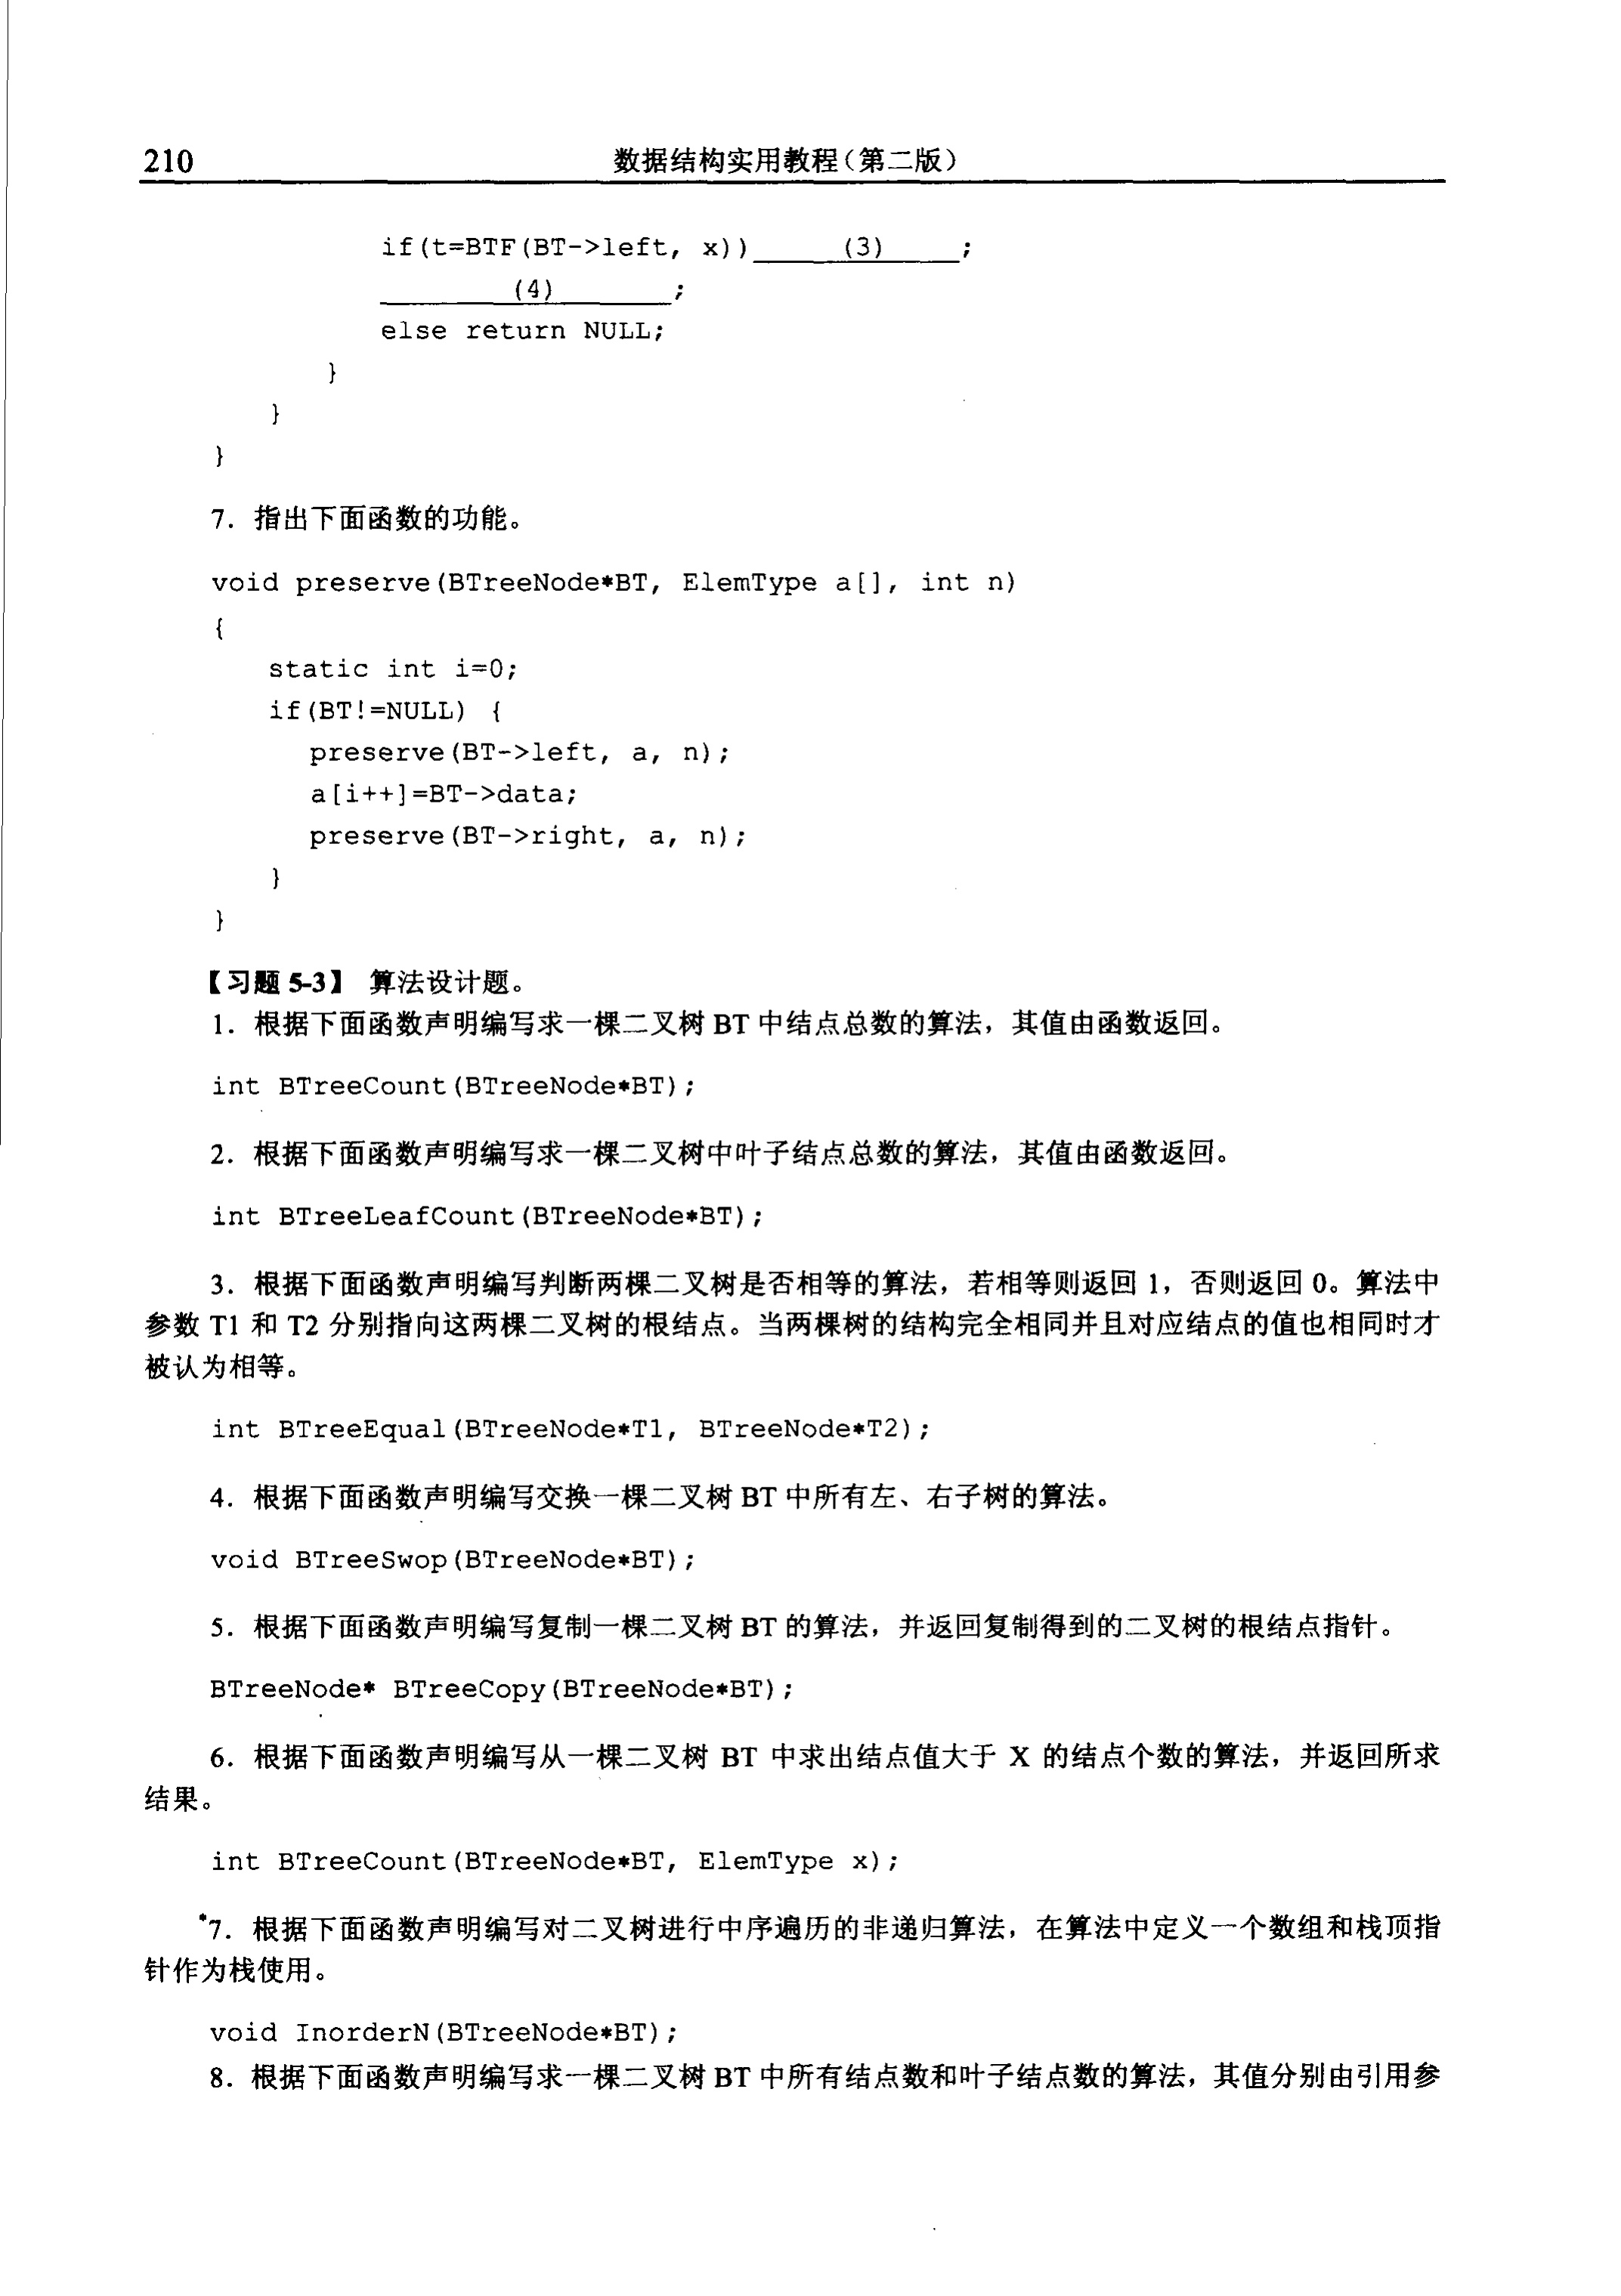 210 数据结构实用教程(第二版)
if(t=BTF(BT->left, x)) (3) ;
(4) ;
else return NULL;
}
}
}
7. 指出下面函数的功能。
void preserve(BTreeNode*BT, ElemType a[], int n)
{
static int i=0;
if(BT!=NULL) {
preserve(BT->left, a, n);
a[i++]=BT->data;
preserve(BT->right, a, n);
}
}
【习题 5-3】 算法设计题。
1. 根据下面函数声明编写求一棵二叉树 BT 中结点总数的算法，其值由函数返回。
int BTreeCount(BTreeNode*BT);
2. 根据下面函数声明编写求一棵二叉树中叶子结点总数的算法，其值由函数返回。
int BTreeLeafCount(BTreeNode*BT);
3. 根据下面函数声明编写判断两棵二叉树是否相等的算法，若相等则返回 1，否则返回 0。算法中
参数 T1 和 T2 分别指向这两棵二叉树的根结点。当两棵树的结构完全相同并且对应结点的值也相同时才
被认为相等。
int BTreeEqual(BTreeNode*T1, BTreeNode*T2);
4. 根据下面函数声明编写交换一棵二叉树 BT 中所有左、右子树的算法。
void BTreeSwop(BTreeNode*BT);
5. 根据下面函数声明编写复制一棵二叉树 BT 的算法，并返回复制得到的二叉树的根结点指针。
BTreeNode* BTreeCopy(BTreeNode*BT);
6. 根据下面函数声明编写从一棵二叉树 BT 中求出结点值大于 X 的结点个数的算法，并返回所求
结果。
int BTreeCount(BTreeNode*BT, ElemType x);
*7. 根据下面函数声明编写对二叉树进行中序遍历的非递归算法，在算法中定义一个数组和栈顶指
针作为栈使用。
void InorderN(BTreeNode*BT);
8. 根据下面函数声明编写求一棵二叉树 BT 中所有结点数和叶子结点数的算法，其值分别由引用参